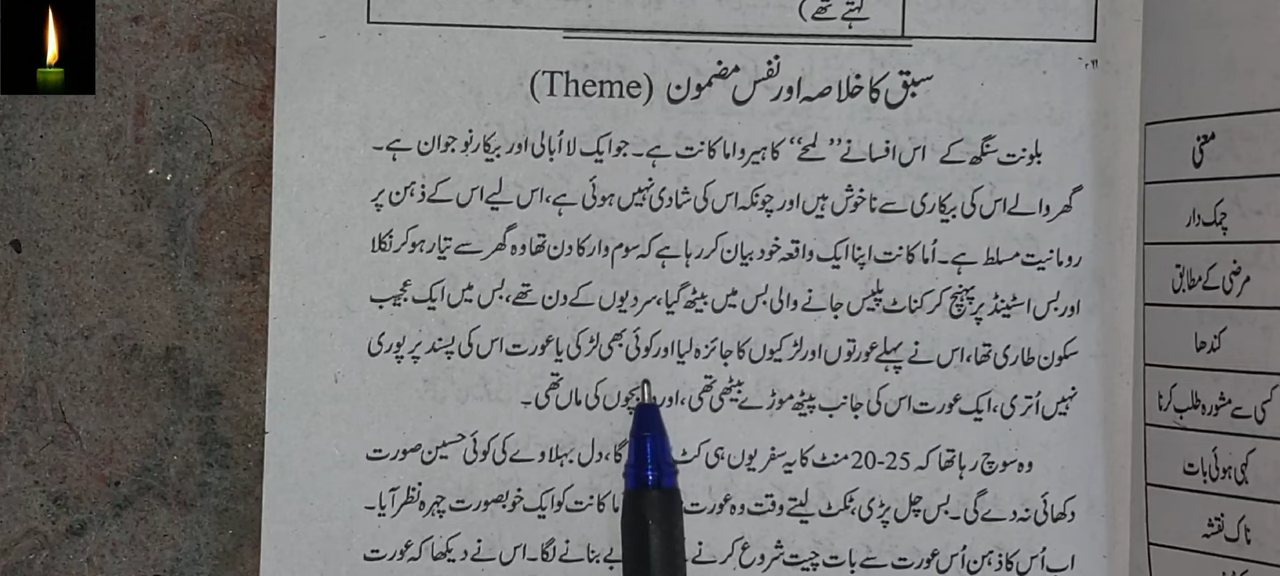 کہتے تھے)
سبق کا خلاصہ اور نفس مضمون (Theme)
بلونت سنگھ کے اس افسانے ’’لمحے‘‘ کا ہیرو اما کانت ہے۔ جو ایک لا اُبالی اور بیکار نوجوان ہے۔
گھر والے اس کی بیکاری سے ناخوش ہیں اور چونکہ اس کی شادی نہیں ہوئی ہے، اس لیے اس کے ذہن پر
رومانیت مسلط ہے۔ اُما کانت اپنا ایک واقعہ خود بیان کر رہا ہے کہ سوم وار کا دن تھا وہ گھر سے تیار ہو کر نکلا
اور بس اسٹینڈ پر پہنچ کر کناٹ پلیس جانے والی بس میں بیٹھ گیا، سردیوں کے دن تھے، بس میں ایک عجیب
سکون طاری تھا، اس نے پہلے عورتوں اور لڑکیوں کا جائزہ لیا اور کوئی بھی لڑکی یا عورت اس کی پسند پر پوری
نہیں اُتری، ایک عورت اس کی جانب پیٹھ موڑے بیٹھی تھی، اور بچوں کی ماں تھی۔
وہ سوچ رہا تھا کہ 20-25 منٹ کا یہ سفر یوں ہی گا، دل بہلاوے کی کوئی حسین صورت
دکھائی نہ دے گی۔ بس چل پڑی ٹکٹ لیتے وقت وہ عورت کانت کو ایک خوبصورت چہرہ نظر آیا۔
اب اُس کا ذہن اُس عورت سے بات چیت شروع کرنے بنانے لگا۔ اس نے دیکھا کہ عورت
معنی
چمک دار
مرضی کے مطابق
کندھا
کسی سے مشورہ طلب کرنا
کہی ہوئی بات
ناک نقشہ